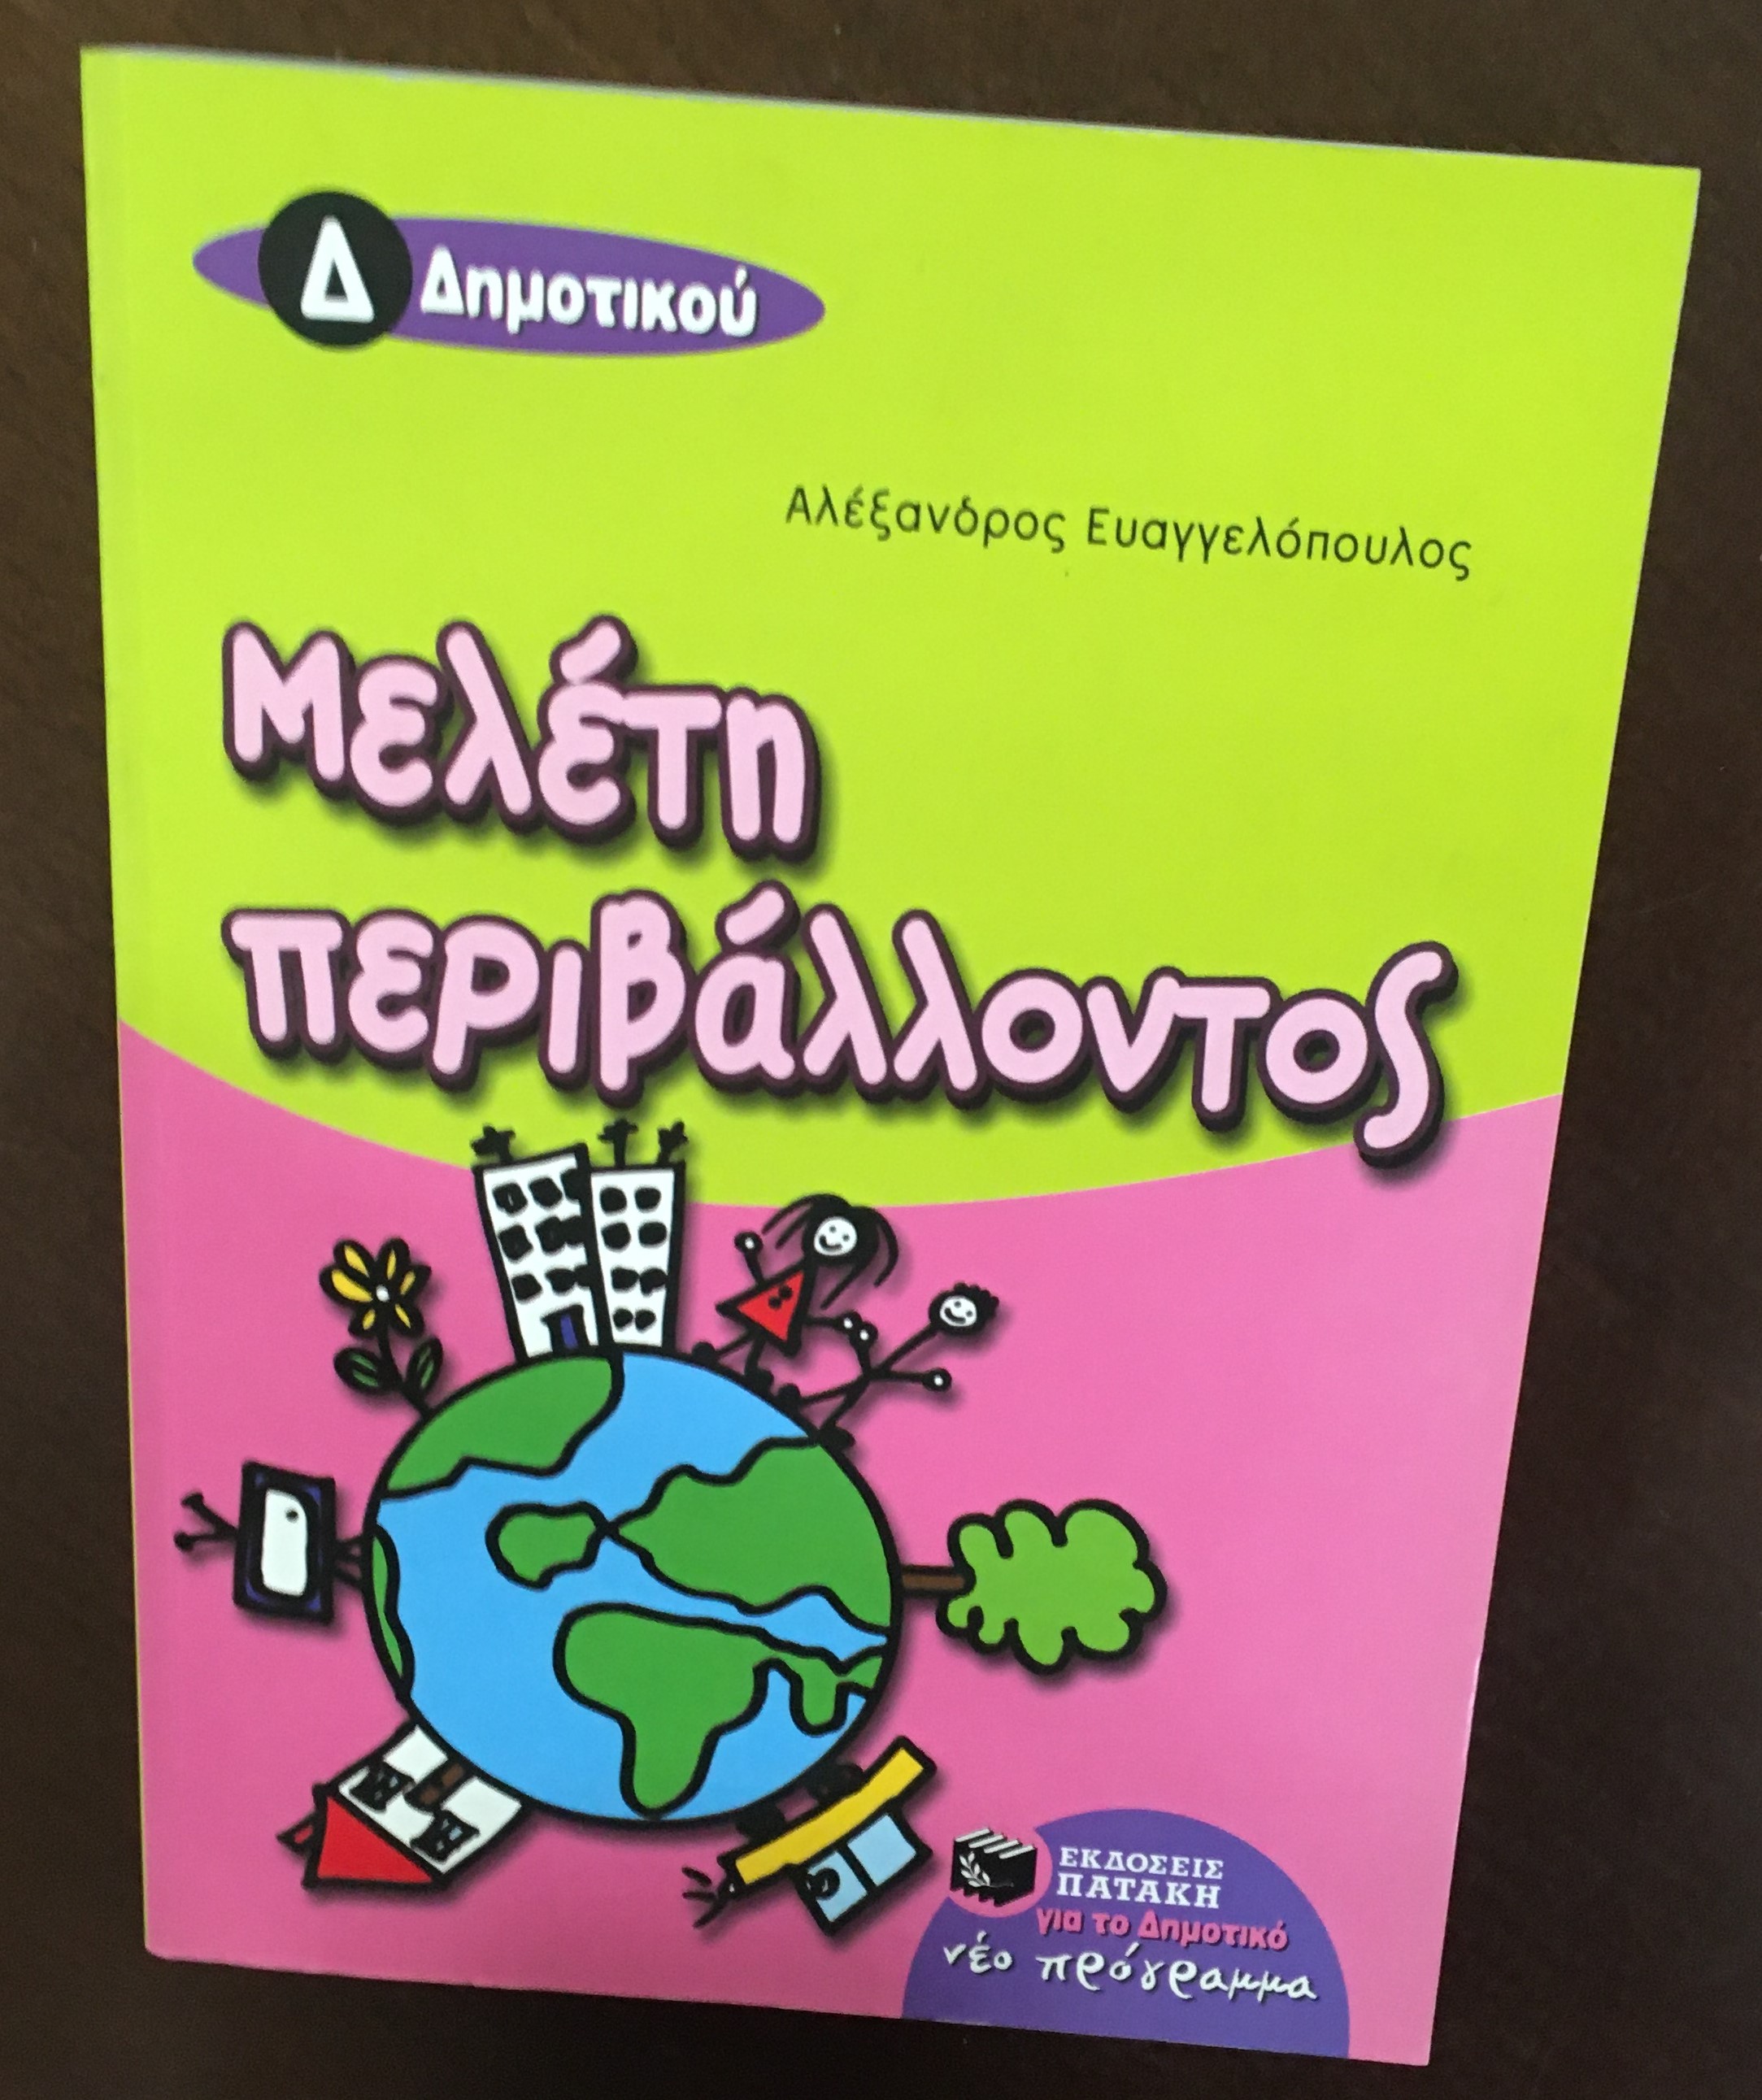 Δ Δημοτικού
Αλέξανδρος Ευαγγελόπουλος
Μελέτη
περιβάλλοντος
ΕΚΔΟΣΕΙΣ
ΠΑΤΑΚΗ
για το Δημοτικό
νέο πρόγραμμα